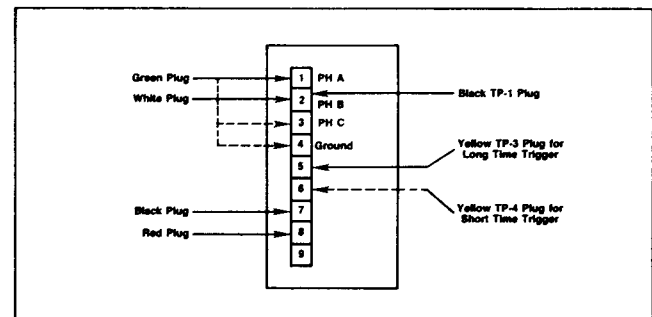 Green Plug
White Plug
Black Plug
Red Plug
1 PH A
2 PH B
3 PH C
4 Ground
5
6
7
8
9
Black TP-1 Plug
Yellow TP-3 Plug for
Long Time Trigger
Yellow TP-4 Plug for
Short Time Trigger